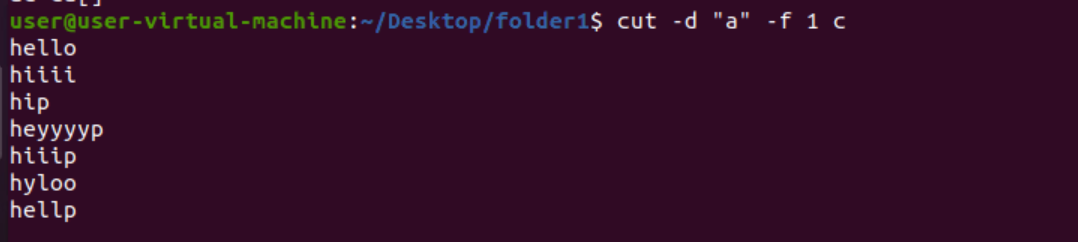 user@user-virtual-machine:~/Desktop/folder1$ cut -d "a" -f 1 c
hello
hiiii
hip
heyyyyp
hiiip
hyloo
hellp